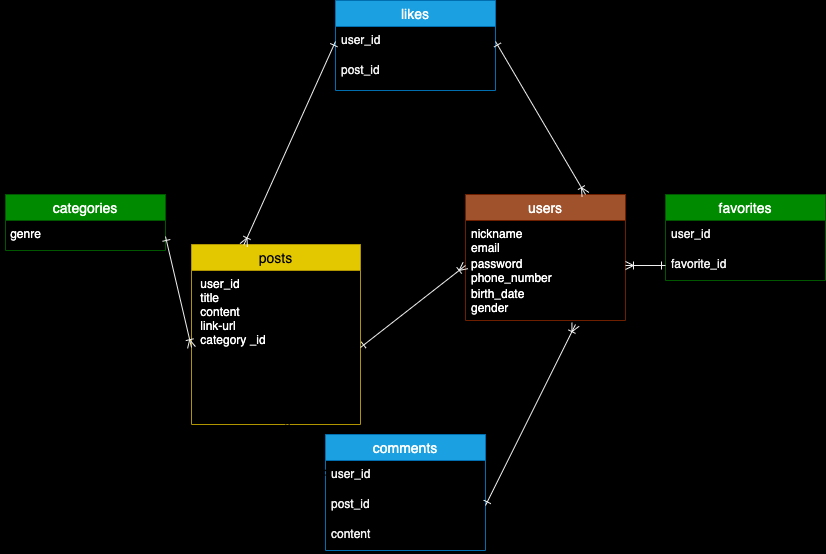 likes
user_id
post_id
categories
genre
posts
user_id
title
content
link-url
category _id
users
nickname
email
password
phone_number
birth_date
gender
favorites
user_id
favorite_id
comments
user_id
post_id
content